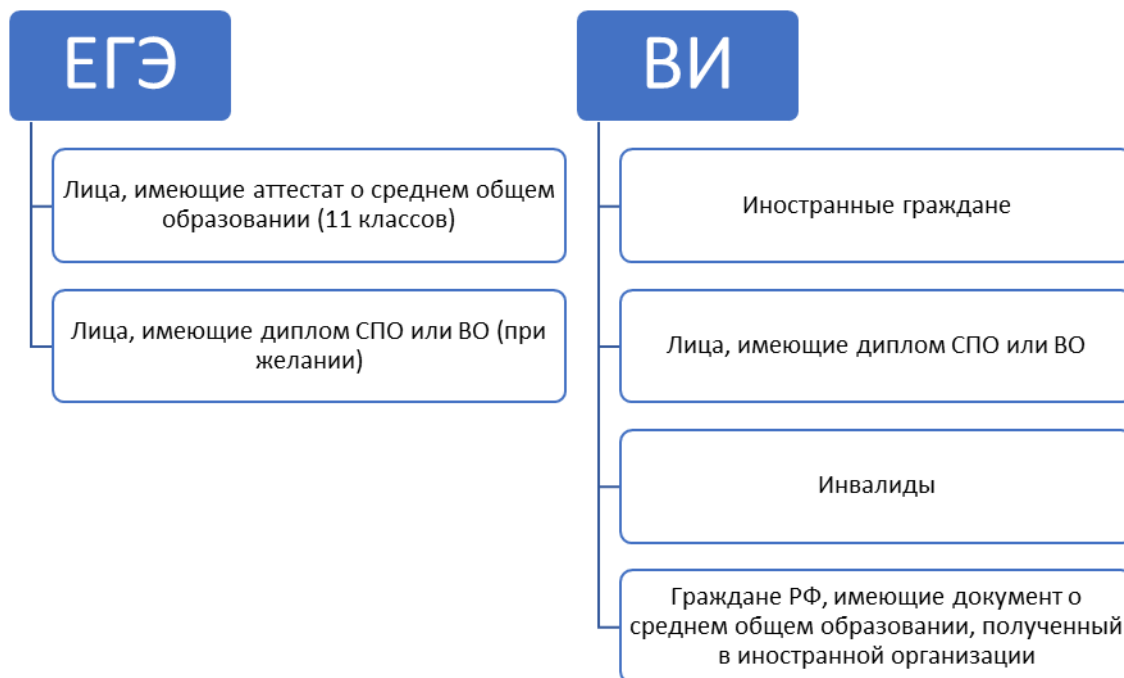 ЕГЭ
Лица, имеющие аттестат о среднем общем
образовании (11 классов)
Лица, имеющие диплом СПО или ВО (при
желании)
ВИ
Иностранные граждане
Лица, имеющие диплом СПО или ВО
Инвалиды
Граждане РФ, имеющие документ о
среднем общем образовании, полученный
в иностранной организации